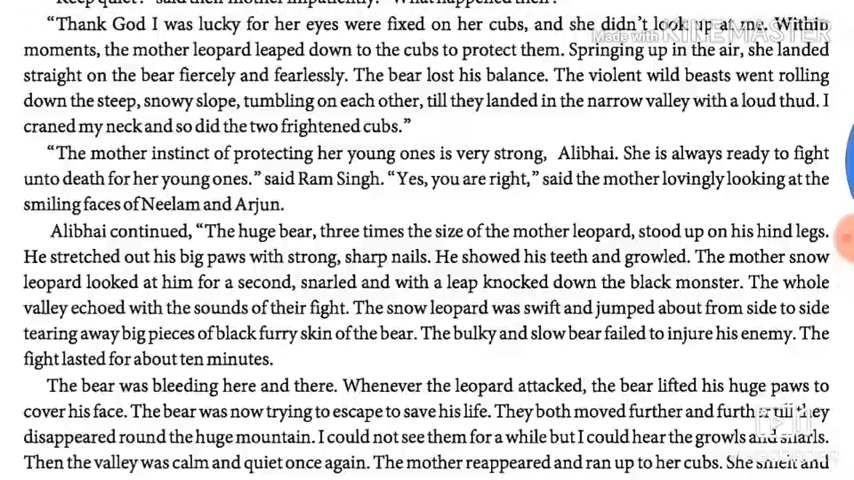 "Thank God I was lucky for her eyes were fixed on her cubs, and she didn't look up at me. Within
Made with KINEMASTER
moments, the mother leopard leaped down to the cubs to protect them. Springing up in the air, she landed
straight on the bear fiercely and fearlessly. The bear lost his balance. The violent wild beasts went rolling
down the steep, snowy slope, tumbling on each other, till they landed in the narrow valley with a loud thud. I
craned my neck and so did the two frightened cubs."
"The mother instinct of protecting her young ones is very strong, Alibhai. She is always ready to fight
unto death for her young ones." said Ram Singh. "Yes, you are right," said the mother lovingly looking at the
smiling faces of Neelam and Arjun.
Alibhai continued, "The huge bear, three times the size of the mother leopard, stood up on his hind legs.
He stretched out his big paws with strong, sharp nails. He showed his teeth and growled. The mother snow
leopard looked at him for a second, snarled and with a leap knocked down the black monster. The whole
valley echoed with the sounds of their fight. The snow leopard was swift and jumped about from side to side
tearing away big pieces of black furry skin of the bear. The bulky and slow bear failed to injure his enemy. The
fight lasted for about ten minutes.
The bear was bleeding here and there. Whenever the leopard attacked, the bear lifted his huge paws to
cover his face. The bear was now trying to escape to save his life. They both moved further and further till they
disappeared round the huge mountain. I could not see them for a while but I could hear the growls and snarls.
Then the valley was calm and quiet once again. The mother reappeared and ran up to her cubs. She smelt and